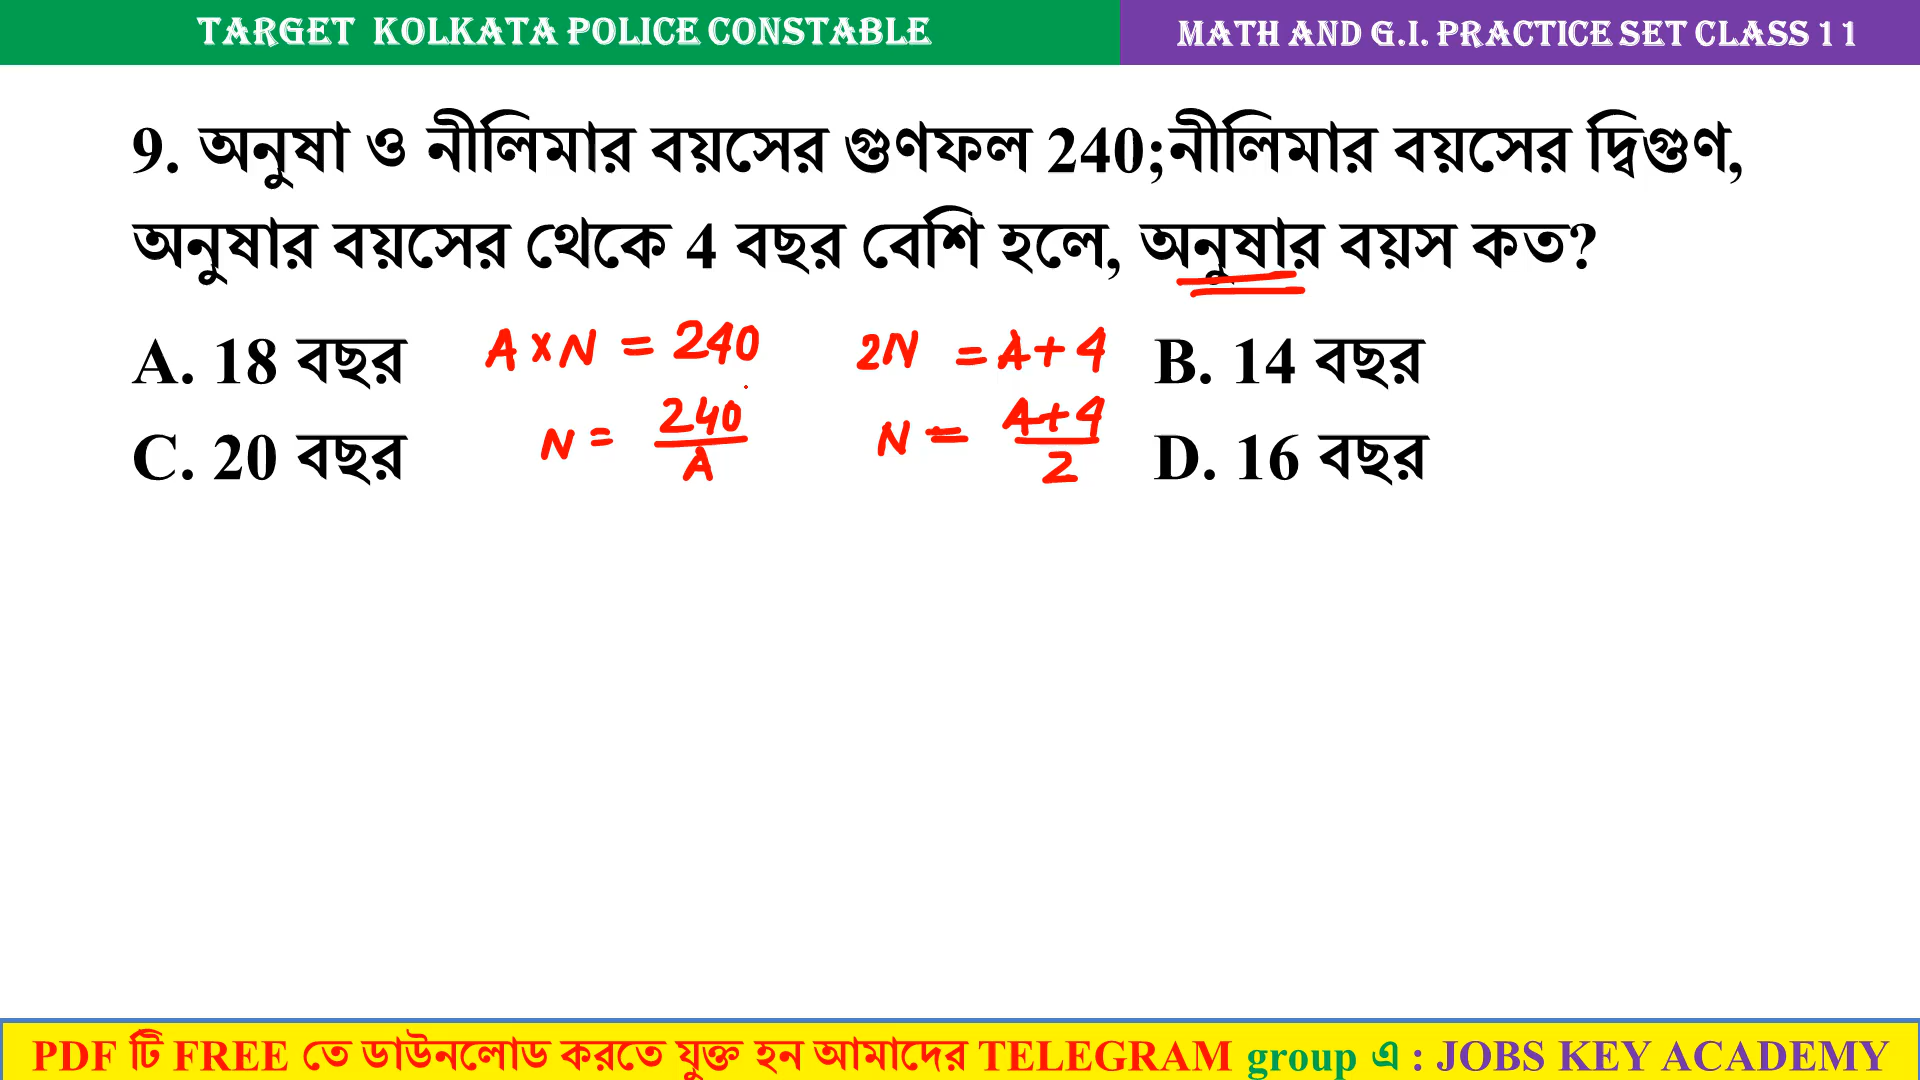 TARGET KOLKATA POLICE CONSTABLE
MATH AND G.I. PRACTICE SET CLASS 11
9. অনুষা ও নীলিমার বয়সের গুণফল 240;নীলিমার বয়সের দ্বিগুণ,
অনুষার বয়সের থেকে 4 বছর বেশি হলে, অনুষার বয়স কত?
A. 18 বছর
A × N = 240
2N = A + 4
B. 14 বছর
C. 20 বছর
N = 240/A
N = A+4/2
D. 16 বছর
PDF টি FREE তে ডাউনলোড করতে যুক্ত হন আমাদের TELEGRAM group এ : JOBS KEY ACADEMY